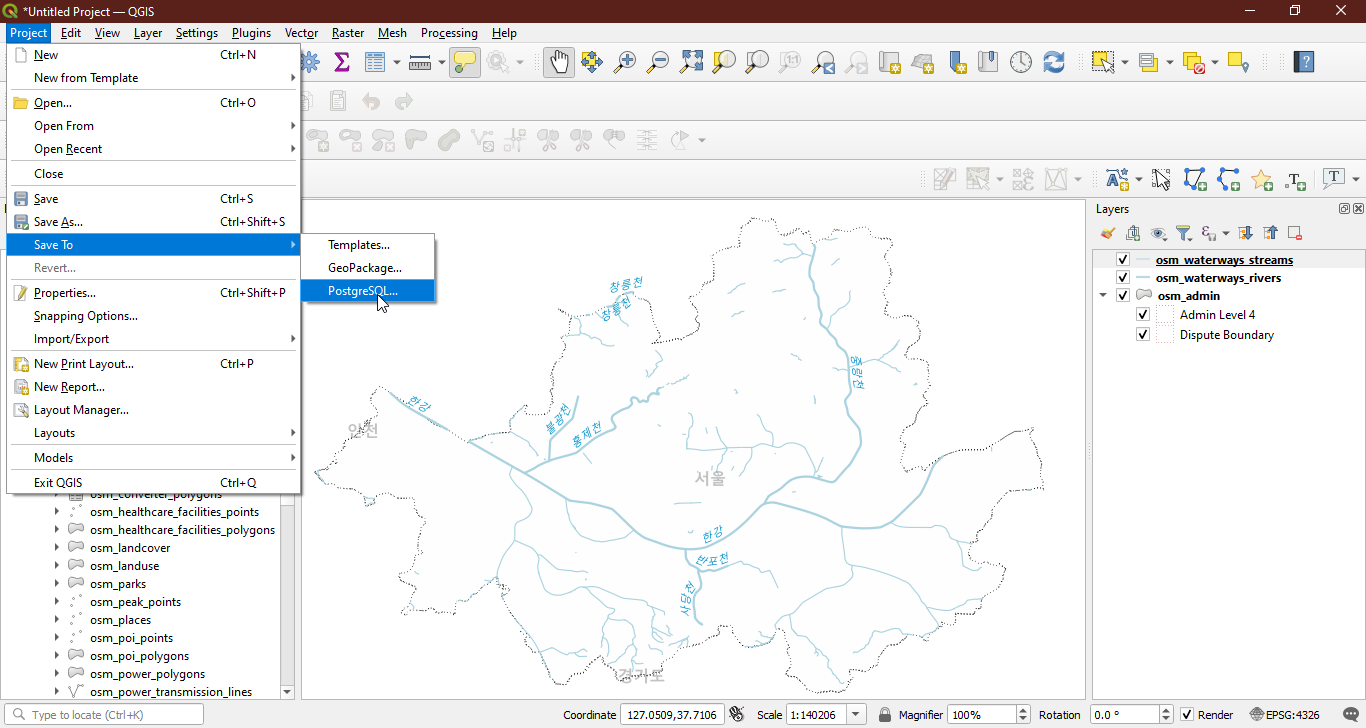 *Untitled Project — QGIS
Project Edit View Layer Settings Plugins Vector Raster Mesh Processing Help
New Ctrl+N
New from Template
Open... Ctrl+O
Open From
Open Recent
Close
Save Ctrl+S
Save As... Ctrl+Shift+S
Save To
Revert...
Properties... Ctrl+Shift+P
Snapping Options...
Import/Export
New Print Layout... Ctrl+P
New Report...
Layout Manager...
Layouts
Models
Exit QGIS Ctrl+Q
Templates...
GeoPackage...
PostgreSQL...
osm_converter_polygons
osm_healthcare_facilities_points
osm_healthcare_facilities_polygons
osm_landcover
osm_landuse
osm_parks
osm_peak_points
osm_places
osm_poi_points
osm_poi_polygons
osm_power_polygons
osm_power_transmission_lines
창릉천
창릉천
중랑천
한강
인천
불광천
홍제천
서울
한강
반포천
사당천
경기도
Layers
osm_waterways_streams
osm_waterways_rivers
osm_admin
Admin Level 4
Dispute Boundary
Type to locate (Ctrl+K)
Coordinate 127.0509,37.7106 Scale 1:140206 Magnifier 100% Rotation 0.0 ° Render EPSG:4326